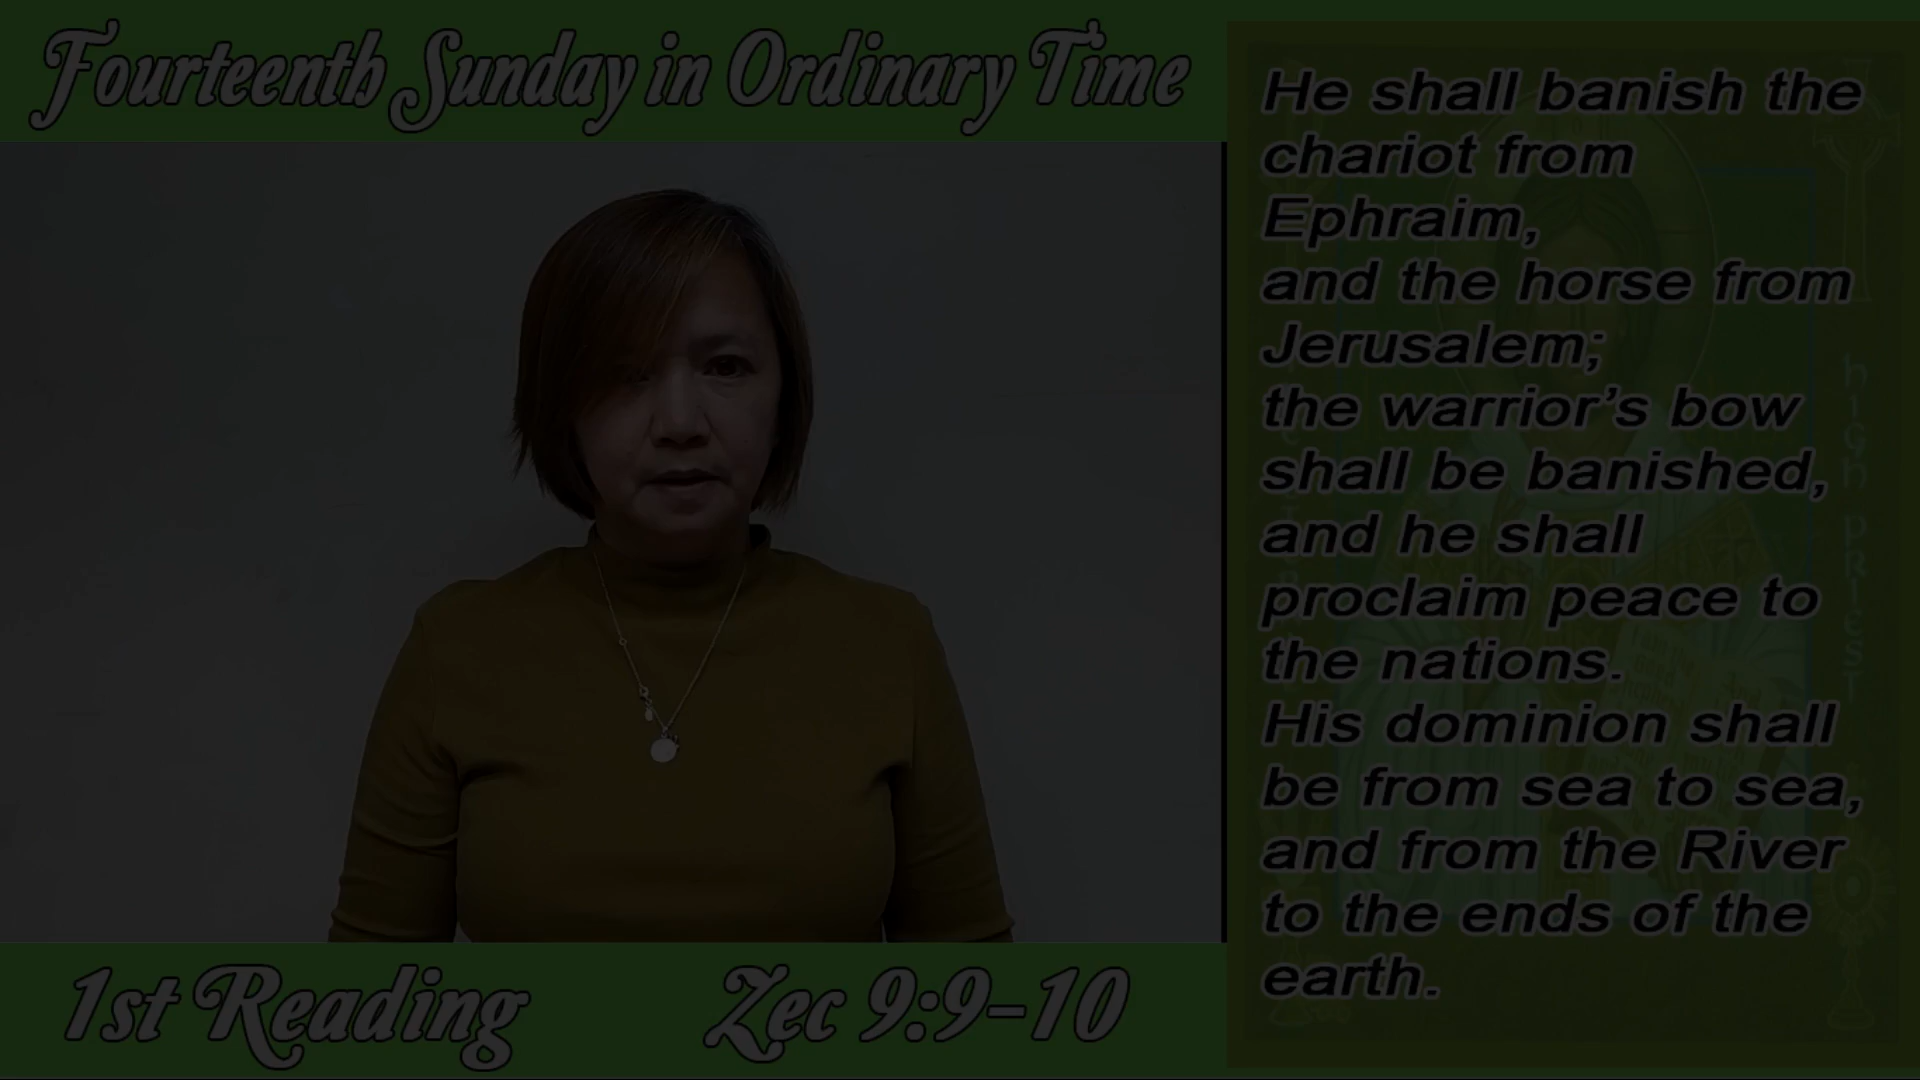 Fourteenth Sunday in Ordinary Time
He shall banish the
chariot from
Ephraim,
and the horse from
Jerusalem;
the warrior’s bow
shall be banished,
and he shall
proclaim peace to
the nations.
His dominion shall
be from sea to sea,
and from the River
to the ends of the
earth.
1st Reading
Zec 9:9-10